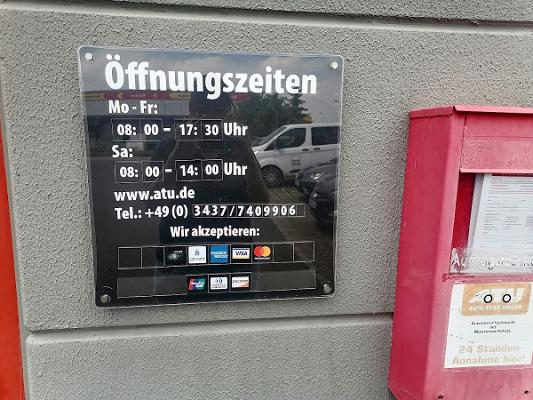 Öffnungszeiten
Mo - Fr:
08: 00 - 17: 30 Uhr
Sa:
08: 00 - 14: 00 Uhr
www.atu.de
Tel.: +49 (0) 3437/7409906
Wir akzeptieren:
VISA
ATU
AUTO TEILE UNGER
24 Stunden-
Annahme hier!